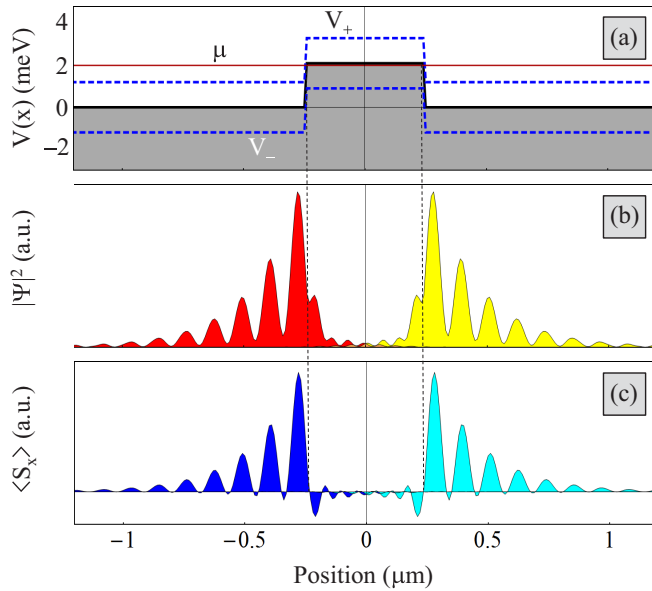 4
V₊
(a)
μ
2
V(x) (meV)
0
−2
V₋
(b)
|Ψ|² (a.u.)
(c)
<Sₓ> (a.u.)
−1
−0.5
0
0.5
1
Position (μm)